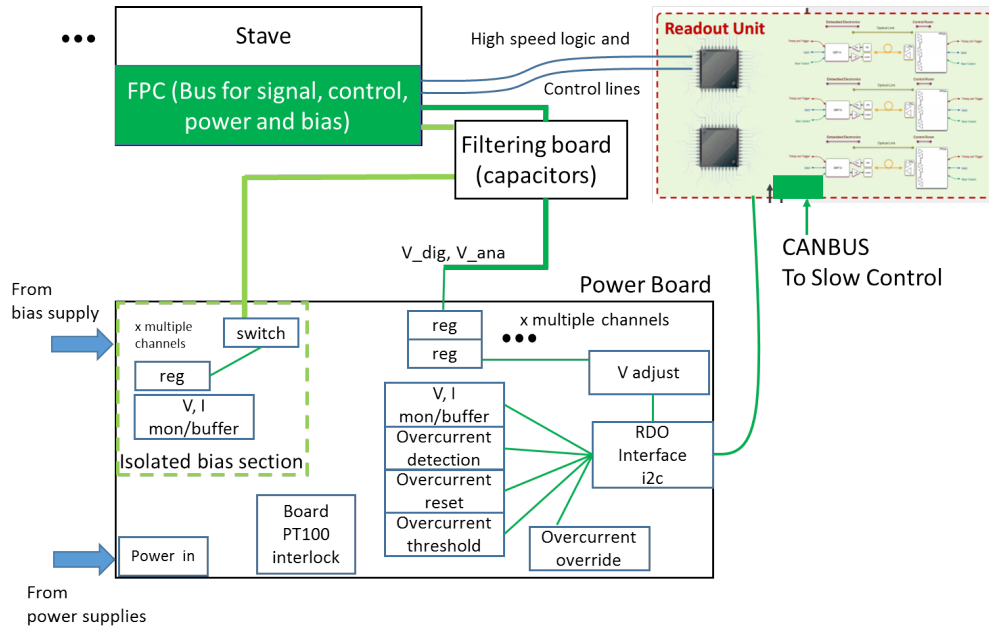 •••
Stave
FPC (Bus for signal, control,
power and bias)
High speed logic and
Control lines
Readout Unit
Filtering board
(capacitors)
CANBUS
To Slow Control
V_dig, V_ana
Power Board
From
bias supply
x multiple
channels
switch
reg
V, I
mon/buffer
Isolated bias section
reg
reg
x multiple channels
•••
V adjust
V, I
mon/buffer
Overcurrent
detection
Overcurrent
reset
Overcurrent
threshold
RDO
Interface
i2c
Overcurrent
override
Board
PT100
interlock
Power in
From
power supplies